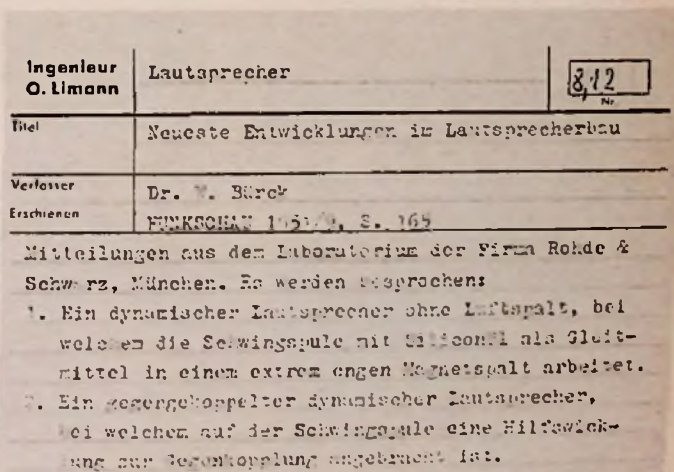 Ingenieur
O. Limann
Lautsprecher
8,12
Nr.
Titel
Neueste Entwicklungen im Lautsprecherbau
Verfasser
Dr. Bürck
Erschienen
FUNKSCHAU S. 165
Mitteilungen aus dem Laboratorium der Firma Rohde &
Schwarz, München. Es werden besprochen:
1. Ein dynamischer Lautsprecher ohne Luftspalt, bei
welchem die Schwingspule mit Siliconöl als Gleit-
mittel in einem extrem engen Magnetspalt arbeitet.
2. Ein gegengekoppelter dynamischer Lautsprecher,
bei welchem auf der Schwingspule eine Hilfswick-
lung zur Gegenkopplung angebracht ist.